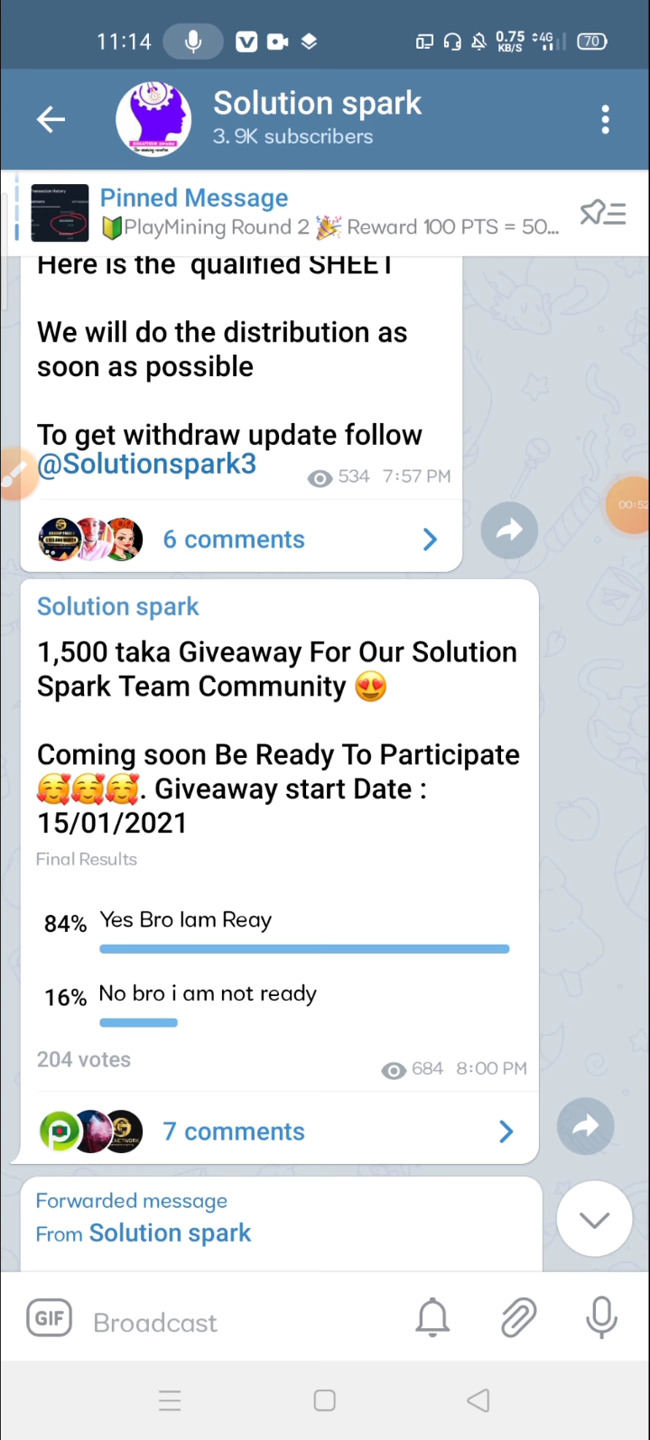 11:14
0.75 KB/S 4G 70
Solution spark
3.9K subscribers
Pinned Message
🔰PlayMining Round 2 🎉 Reward 100 PTS = 50...
Here is the qualified SHEET
We will do the distribution as
soon as possible
To get withdraw update follow
@Solutionspark3
534 7:57 PM
00:52
6 comments
Solution spark
1,500 taka Giveaway For Our Solution
Spark Team Community 😍
Coming soon Be Ready To Participate
🥰🥰🥰. Giveaway start Date :
15/01/2021
Final Results
84% Yes Bro Iam Reay
16% No bro i am not ready
204 votes
684 8:00 PM
7 comments
Forwarded message
From Solution spark
GIF Broadcast